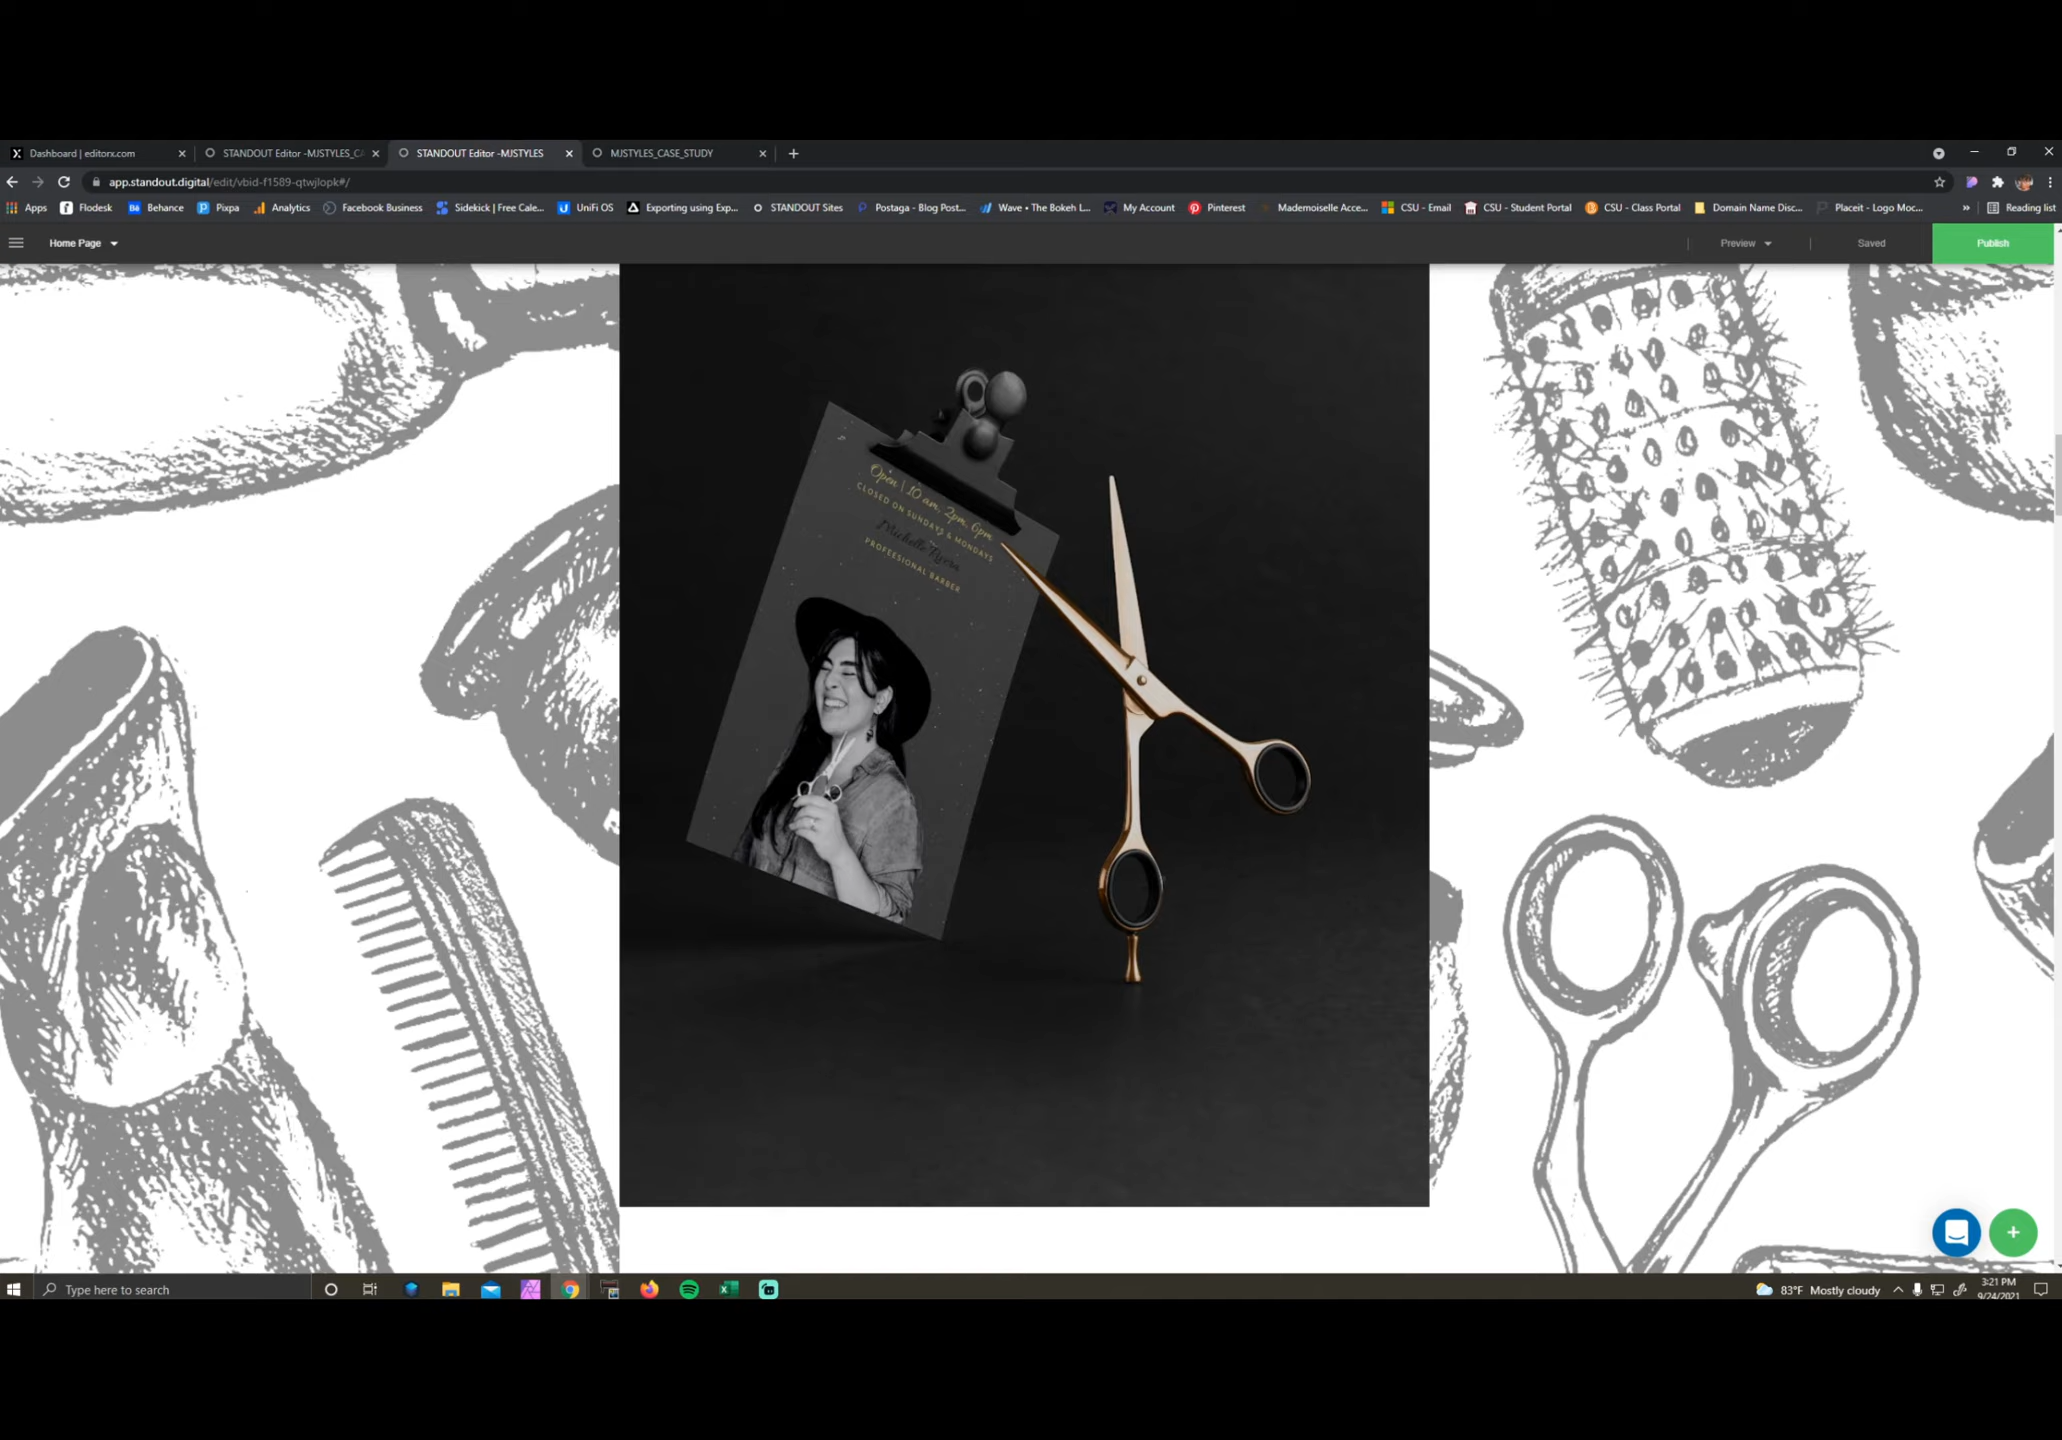 Dashboard | editorx.com
STANDOUT Editor -MJSTYLES_CA
STANDOUT Editor -MJSTYLES
MJSTYLES_CASE_STUDY
app.standout.digital/edit/vbid-f1589-qtwjlopk#/
Apps
Flodesk
Behance
Pixpa
Analytics
Facebook Business
Sidekick | Free Cale...
UniFi OS
Exporting using Exp...
STANDOUT Sites
Postaga - Blog Post...
Wave • The Bokeh L...
My Account
Pinterest
Mademoiselle Acce...
CSU - Email
CSU - Student Portal
CSU - Class Portal
Domain Name Disc...
Placeit - Logo Moc...
»
Reading list
Home Page
Preview
Saved
Publish
Open | 10 am, 2pm, 6pm
CLOSED ON SUNDAYS & MONDAYS
Michelle
PROFEESIONAL BARBER
Type here to search
83°F Mostly cloudy
3:21 PM
9/24/2021